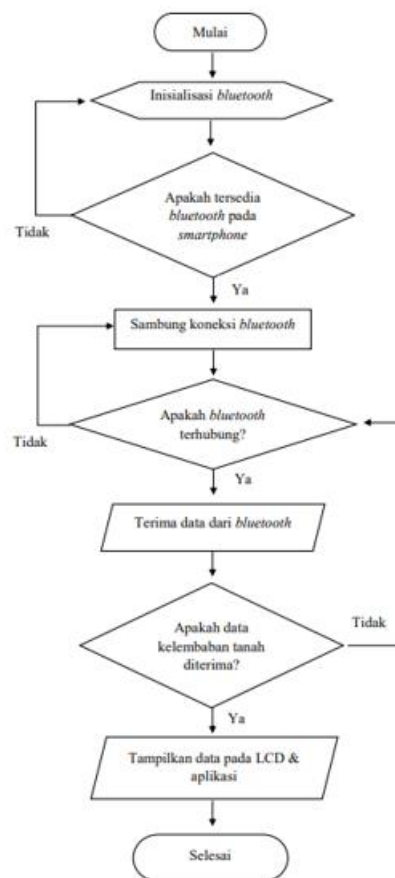 Mulai
Inisialisasi bluetooth
Apakah tersedia
bluetooth pada
smartphone
Tidak
Ya
Sambung koneksi bluetooth
Apakah bluetooth
terhubung?
Tidak
Ya
Terima data dari bluetooth
Apakah data
kelembaban tanah
diterima?
Tidak
Ya
Tampilkan data pada LCD &
aplikasi
Selesai